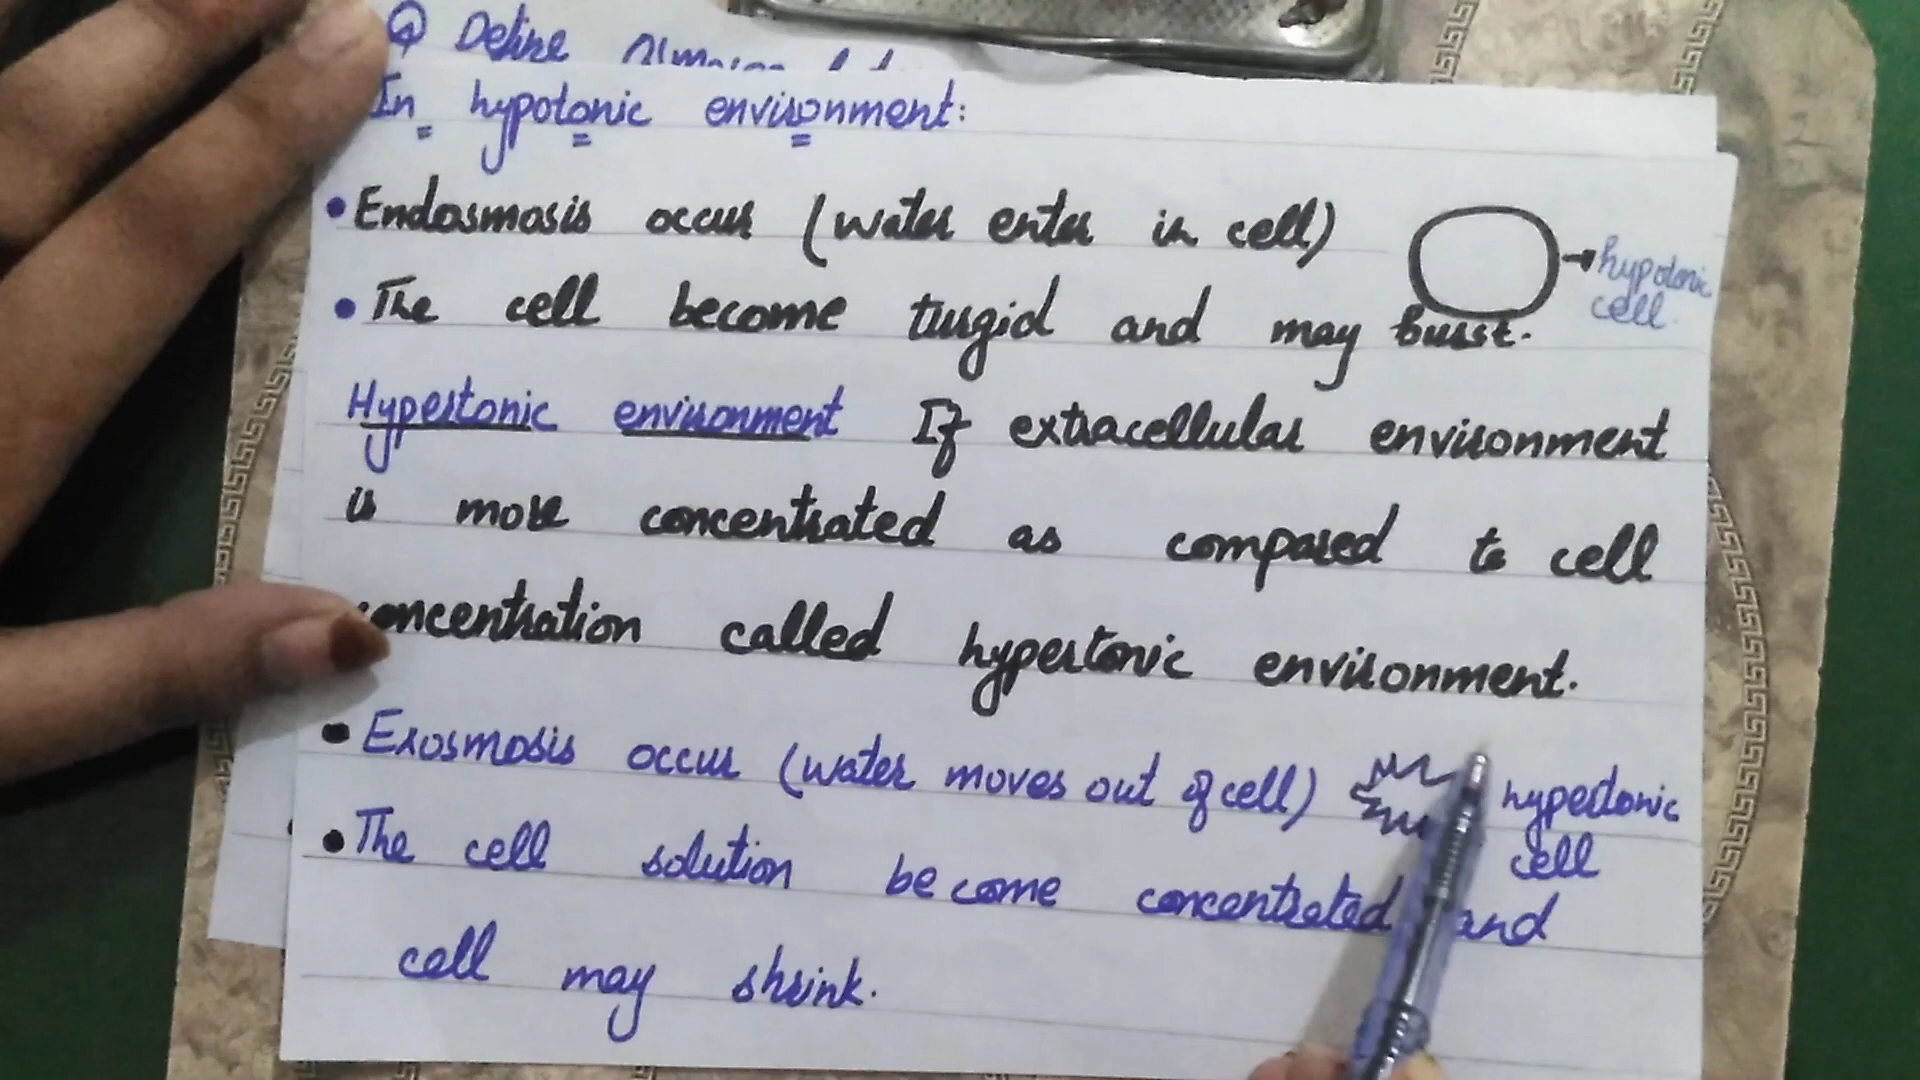 Q Define
In hypotonic environment:
• Endosmosis occur (water enter in cell)
→ hypotonic
cell
• The cell become turgid and may burst.
Hypertonic environment If extracellular environment
is more concentrated as compared to cell
concentration called hypertonic environment.
• Exosmosis occur (water moves out of cell)
hypertonic
cell
• The cell solution become concentrated and
cell may shrink.